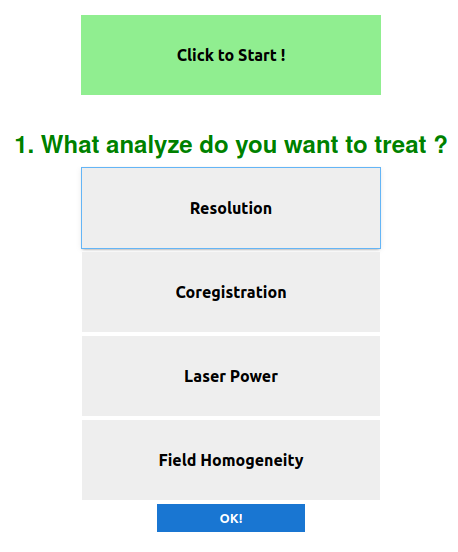 Click to Start !
1. What analyze do you want to treat ?
Resolution
Coregistration
Laser Power
Field Homogeneity
OK!